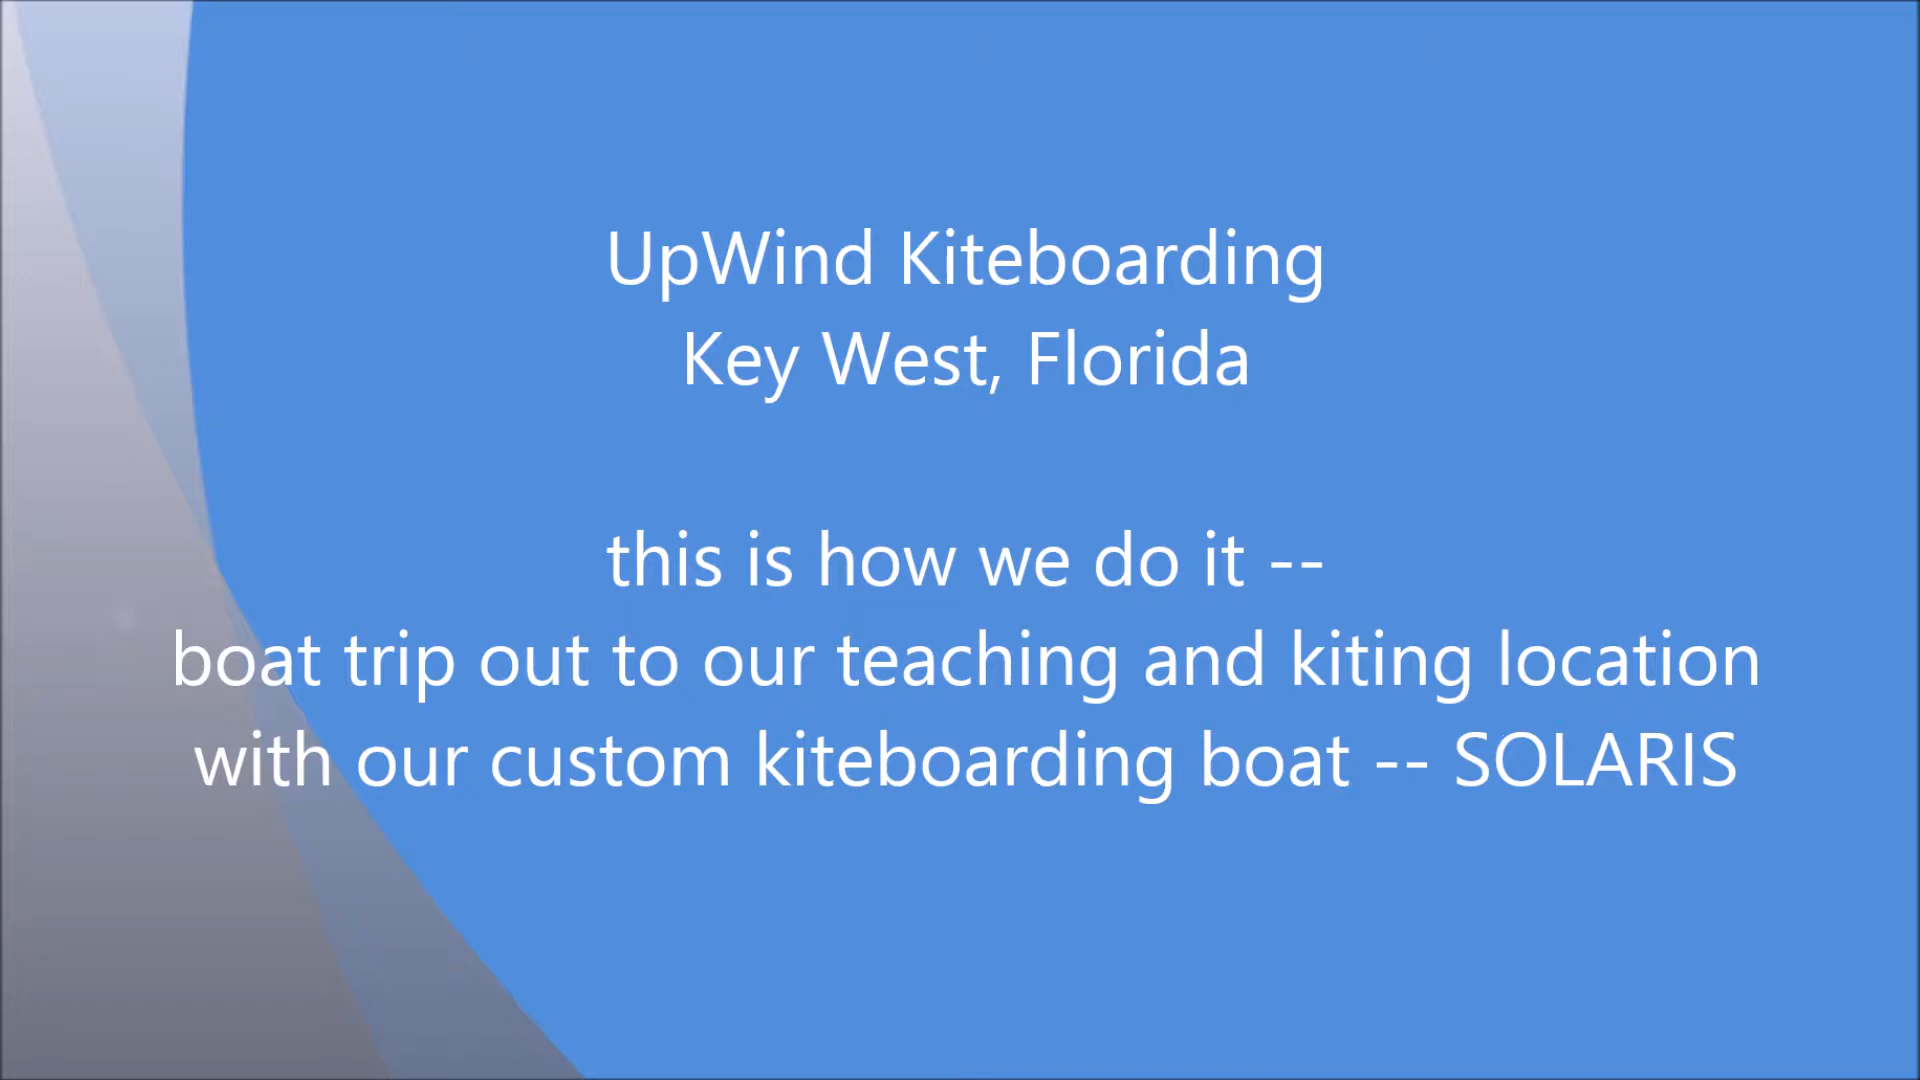 UpWind Kiteboarding
Key West, Florida
this is how we do it --
boat trip out to our teaching and kiting location
with our custom kiteboarding boat -- SOLARIS